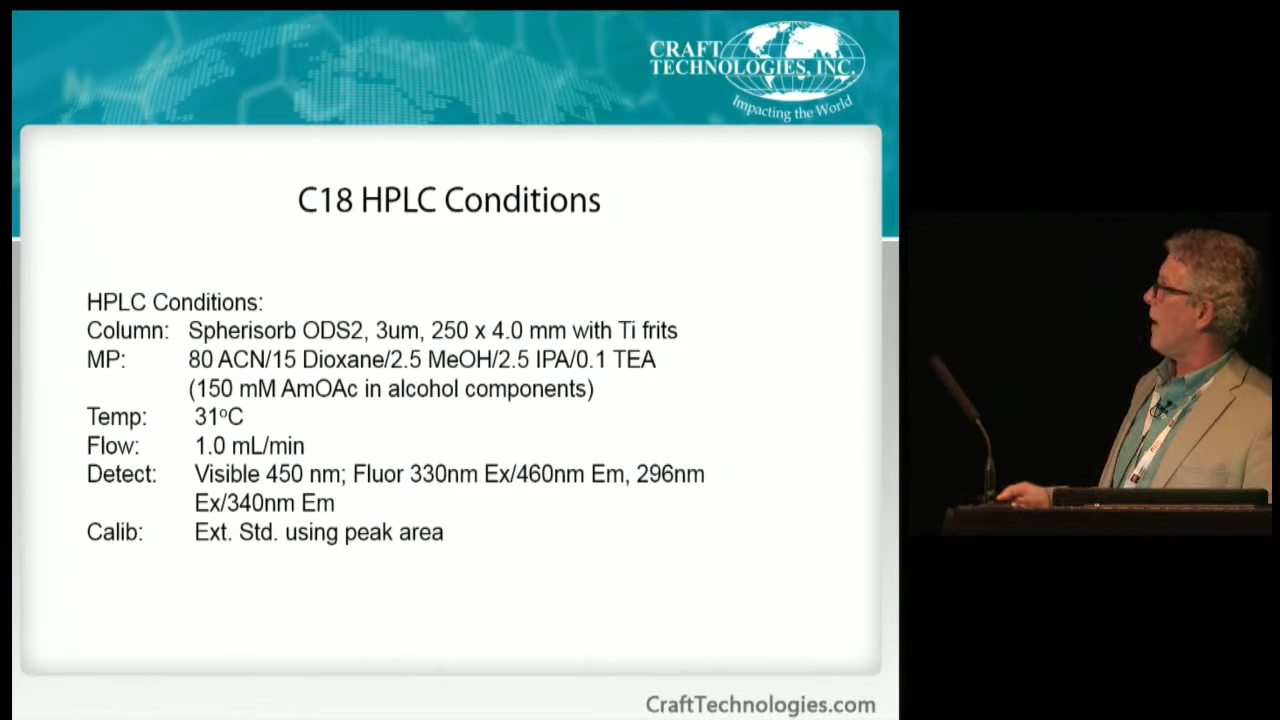 CRAFT
TECHNOLOGIES, INC.
Impacting the World
C18 HPLC Conditions
HPLC Conditions:
Column: Spherisorb ODS2, 3um, 250 x 4.0 mm with Ti frits
MP: 80 ACN/15 Dioxane/2.5 MeOH/2.5 IPA/0.1 TEA
(150 mM AmOAc in alcohol components)
Temp: 31ºC
Flow: 1.0 mL/min
Detect: Visible 450 nm; Fluor 330nm Ex/460nm Em, 296nm
Ex/340nm Em
Calib: Ext. Std. using peak area
CraftTechnologies.com